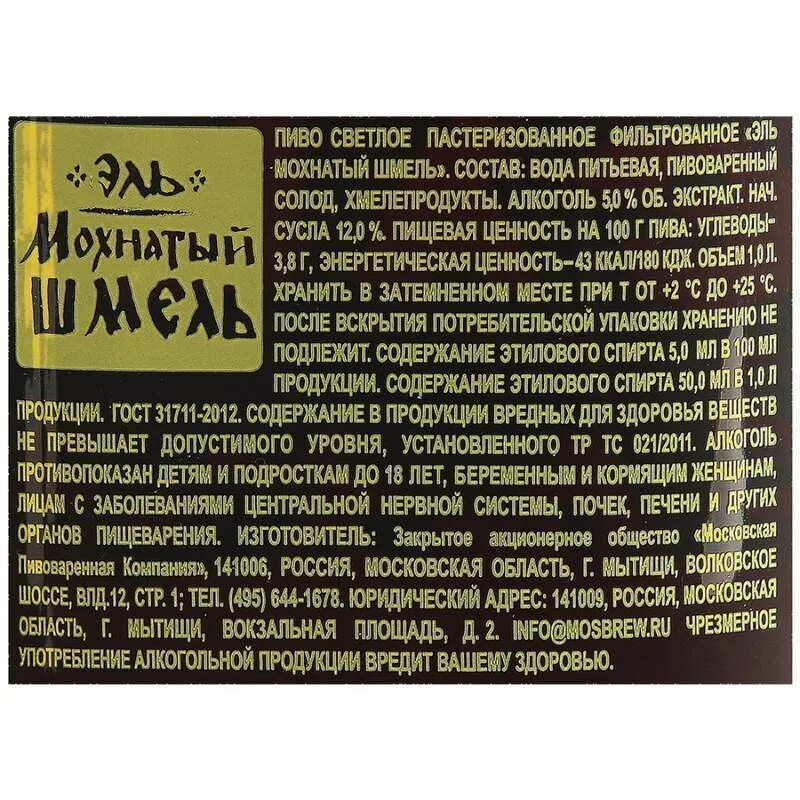 ЭЛЬ
МОХНАТЫЙ
ШМЕЛЬ
ПИВО СВЕТЛОЕ ПАСТЕРИЗОВАННОЕ ФИЛЬТРОВАННОЕ «ЭЛЬ
МОХНАТЫЙ ШМЕЛЬ». СОСТАВ: ВОДА ПИТЬЕВАЯ, ПИВОВАРЕННЫЙ
СОЛОД, ХМЕЛЕПРОДУКТЫ. АЛКОГОЛЬ 5,0 % ОБ. ЭКСТРАКТ. НАЧ.
СУСЛА 12,0 %. ПИЩЕВАЯ ЦЕННОСТЬ НА 100 Г ПИВА: УГЛЕВОДЫ-
3,8 Г, ЭНЕРГЕТИЧЕСКАЯ ЦЕННОСТЬ–43 ККАЛ/180 КДЖ. ОБЪЕМ 1,0 Л.
ХРАНИТЬ В ЗАТЕМНЕННОМ МЕСТЕ ПРИ Т ОТ +2 °С ДО +25 °С.
ПОСЛЕ ВСКРЫТИЯ ПОТРЕБИТЕЛЬСКОЙ УПАКОВКИ ХРАНЕНИЮ НЕ
ПОДЛЕЖИТ. СОДЕРЖАНИЕ ЭТИЛОВОГО СПИРТА 5,0 МЛ В 100 МЛ
ПРОДУКЦИИ. СОДЕРЖАНИЕ ЭТИЛОВОГО СПИРТА 50,0 МЛ В 1,0 Л
ПРОДУКЦИИ. ГОСТ 31711-2012. СОДЕРЖАНИЕ В ПРОДУКЦИИ ВРЕДНЫХ ДЛЯ ЗДОРОВЬЯ ВЕЩЕСТВ
НЕ ПРЕВЫШАЕТ ДОПУСТИМОГО УРОВНЯ, УСТАНОВЛЕННОГО ТР ТС 021/2011. АЛКОГОЛЬ
ПРОТИВОПОКАЗАН ДЕТЯМ И ПОДРОСТКАМ ДО 18 ЛЕТ, БЕРЕМЕННЫМ И КОРМЯЩИМ ЖЕНЩИНАМ,
ЛИЦАМ С ЗАБОЛЕВАНИЯМИ ЦЕНТРАЛЬНОЙ НЕРВНОЙ СИСТЕМЫ, ПОЧЕК, ПЕЧЕНИ И ДРУГИХ
ОРГАНОВ ПИЩЕВАРЕНИЯ. ИЗГОТОВИТЕЛЬ: Закрытое акционерное общество «Московская
Пивоваренная Компания», 141006, РОССИЯ, МОСКОВСКАЯ ОБЛАСТЬ, Г. МЫТИЩИ, ВОЛКОВСКОЕ
ШОССЕ, ВЛД.12, СТР. 1; ТЕЛ. (495) 644-1678. ЮРИДИЧЕСКИЙ АДРЕС: 141009, РОССИЯ, МОСКОВСКАЯ
ОБЛАСТЬ, Г. МЫТИЩИ, ВОКЗАЛЬНАЯ ПЛОЩАДЬ, Д. 2. INFO@MOSBREW.RU ЧРЕЗМЕРНОЕ
УПОТРЕБЛЕНИЕ АЛКОГОЛЬНОЙ ПРОДУКЦИИ ВРЕДИТ ВАШЕМУ ЗДОРОВЬЮ.